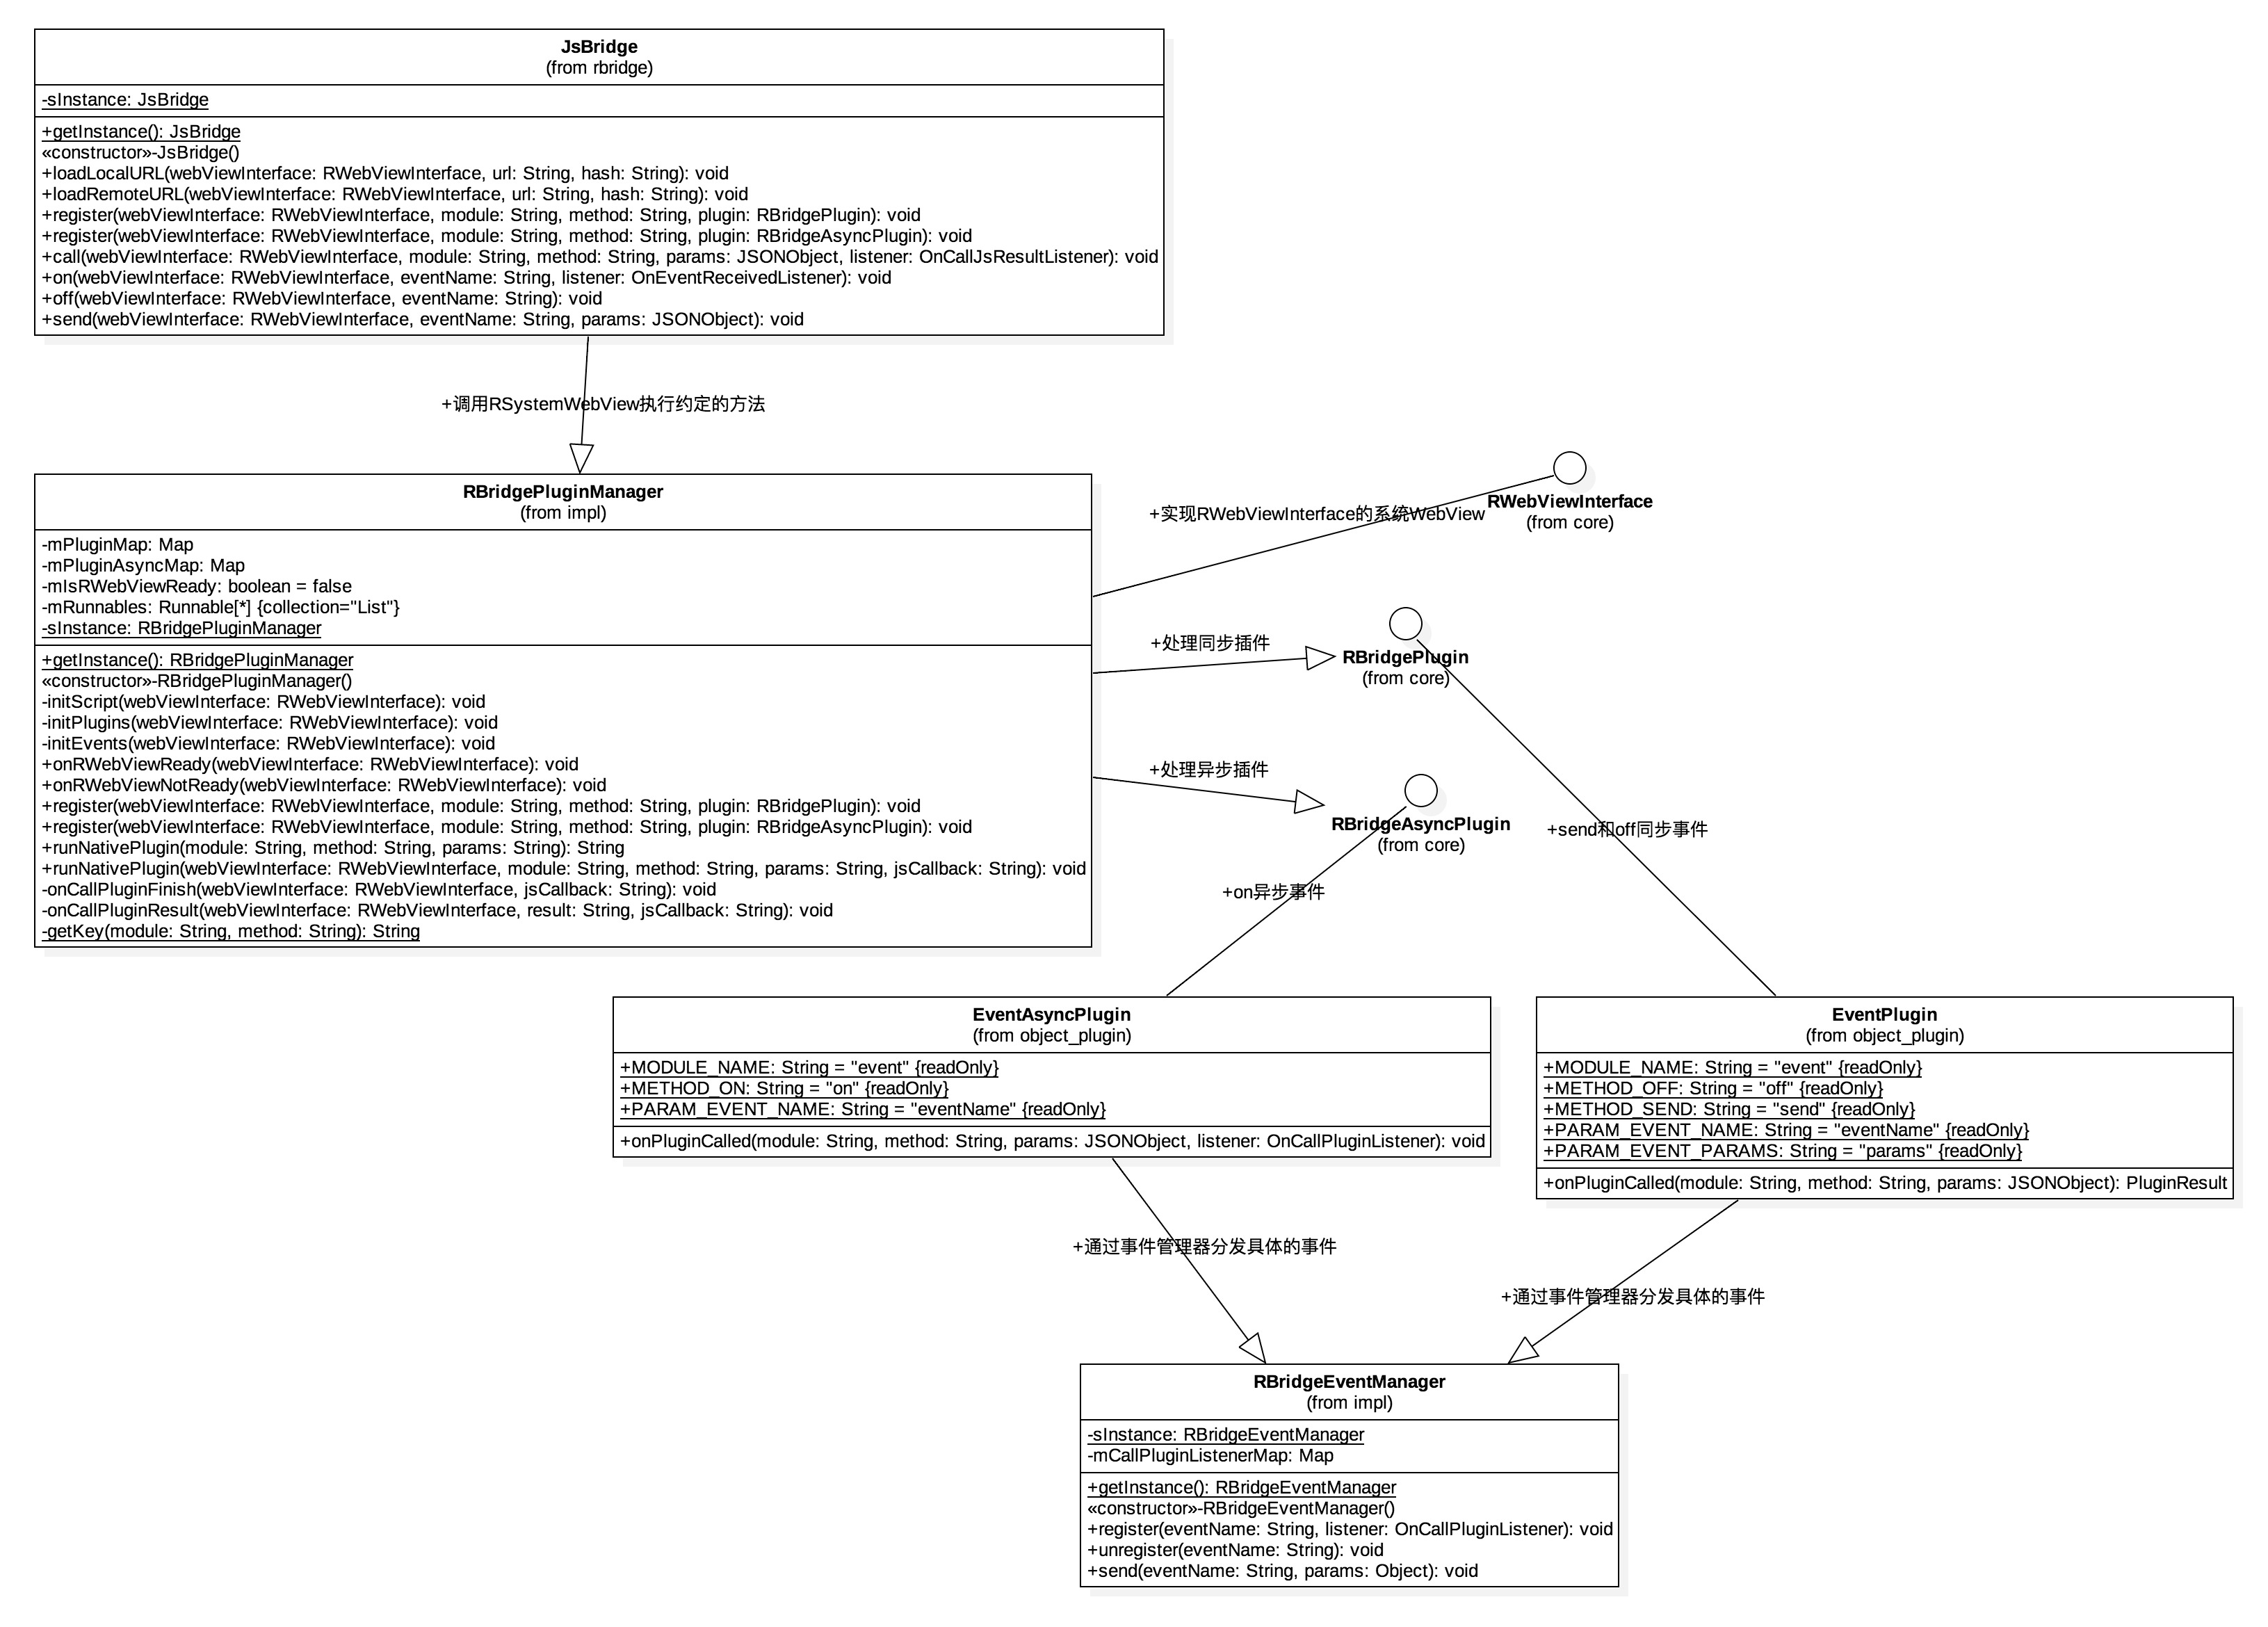 JsBridge
(from rbridge)
-sInstance: JsBridge
+getInstance(): JsBridge
«constructor»-JsBridge()
+loadLocalURL(webViewInterface: RWebViewInterface, url: String, hash: String): void
+loadRemoteURL(webViewInterface: RWebViewInterface, url: String, hash: String): void
+register(webViewInterface: RWebViewInterface, module: String, method: String, plugin: RBridgePlugin): void
+register(webViewInterface: RWebViewInterface, module: String, method: String, plugin: RBridgeAsyncPlugin): void
+call(webViewInterface: RWebViewInterface, module: String, method: String, params: JSONObject, listener: OnCallJsResultListener): void
+on(webViewInterface: RWebViewInterface, eventName: String, listener: OnEventReceivedListener): void
+off(webViewInterface: RWebViewInterface, eventName: String): void
+send(webViewInterface: RWebViewInterface, eventName: String, params: JSONObject): void
+调用RSystemWebView执行约定的方法
RBridgePluginManager
(from impl)
-mPluginMap: Map
-mPluginAsyncMap: Map
-mIsRWebViewReady: boolean = false
-mRunnables: Runnable[*] {collection="List"}
-sInstance: RBridgePluginManager
+getInstance(): RBridgePluginManager
«constructor»-RBridgePluginManager()
-initScript(webViewInterface: RWebViewInterface): void
-initPlugins(webViewInterface: RWebViewInterface): void
-initEvents(webViewInterface: RWebViewInterface): void
+onRWebViewReady(webViewInterface: RWebViewInterface): void
+onRWebViewNotReady(webViewInterface: RWebViewInterface): void
+register(webViewInterface: RWebViewInterface, module: String, method: String, plugin: RBridgePlugin): void
+register(webViewInterface: RWebViewInterface, module: String, method: String, plugin: RBridgeAsyncPlugin): void
+runNativePlugin(module: String, method: String, params: String): String
+runNativePlugin(webViewInterface: RWebViewInterface, module: String, method: String, params: String, jsCallback: String): void
-onCallPluginFinish(webViewInterface: RWebViewInterface, jsCallback: String): void
-onCallPluginResult(webViewInterface: RWebViewInterface, result: String, jsCallback: String): void
-getKey(module: String, method: String): String
+实现RWebViewInterface的系统WebView
RWebViewInterface
(from core)
+处理同步插件
RBridgePlugin
(from core)
+处理异步插件
RBridgeAsyncPlugin
(from core)
+send和off同步事件
+on异步事件
EventAsyncPlugin
(from object_plugin)
+MODULE_NAME: String = "event" {readOnly}
+METHOD_ON: String = "on" {readOnly}
+PARAM_EVENT_NAME: String = "eventName" {readOnly}
+onPluginCalled(module: String, method: String, params: JSONObject, listener: OnCallPluginListener): void
EventPlugin
(from object_plugin)
+MODULE_NAME: String = "event" {readOnly}
+METHOD_OFF: String = "off" {readOnly}
+METHOD_SEND: String = "send" {readOnly}
+PARAM_EVENT_NAME: String = "eventName" {readOnly}
+PARAM_EVENT_PARAMS: String = "params" {readOnly}
+onPluginCalled(module: String, method: String, params: JSONObject): PluginResult
+通过事件管理器分发具体的事件
+通过事件管理器分发具体的事件
RBridgeEventManager
(from impl)
-sInstance: RBridgeEventManager
-mCallPluginListenerMap: Map
+getInstance(): RBridgeEventManager
«constructor»-RBridgeEventManager()
+register(eventName: String, listener: OnCallPluginListener): void
+unregister(eventName: String): void
+send(eventName: String, params: Object): void